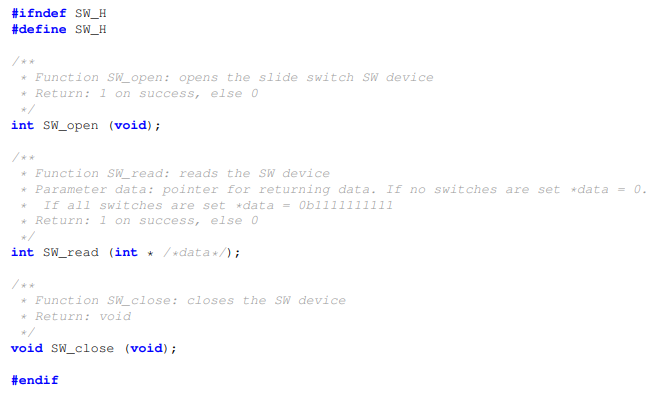 #ifndef SW_H
#define SW_H
/**
* Function SW_open: opens the slide switch SW device
* Return: 1 on success, else 0
*/
int SW_open (void);
/**
* Function SW_read: reads the SW device
* Parameter data: pointer for returning data. If no switches are set *data = 0.
* If all switches are set *data = 0b1111111111
* Return: 1 on success, else 0
*/
int SW_read (int * /*data*/);
/**
* Function SW_close: closes the SW device
* Return: void
*/
void SW_close (void);
#endif